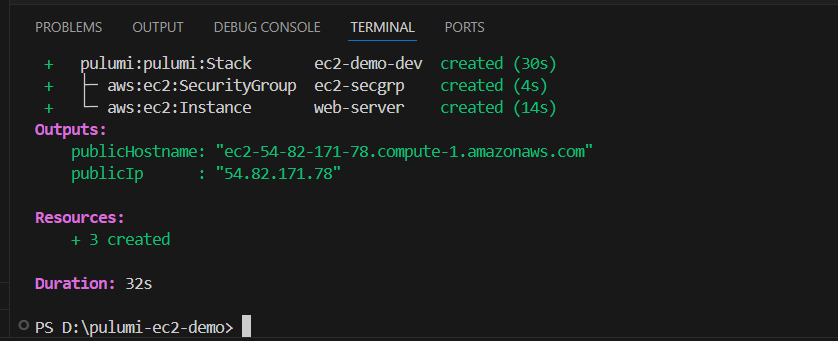 PROBLEMS OUTPUT DEBUG CONSOLE TERMINAL PORTS
+ pulumi:pulumi:Stack ec2-demo-dev created (30s)
+ ├─ aws:ec2:SecurityGroup ec2-secgrp created (4s)
+ └─ aws:ec2:Instance web-server created (14s)
Outputs:
publicHostname: "ec2-54-82-171-78.compute-1.amazonaws.com"
publicIp : "54.82.171.78"
Resources:
+ 3 created
Duration: 32s
PS D:\pulumi-ec2-demo>